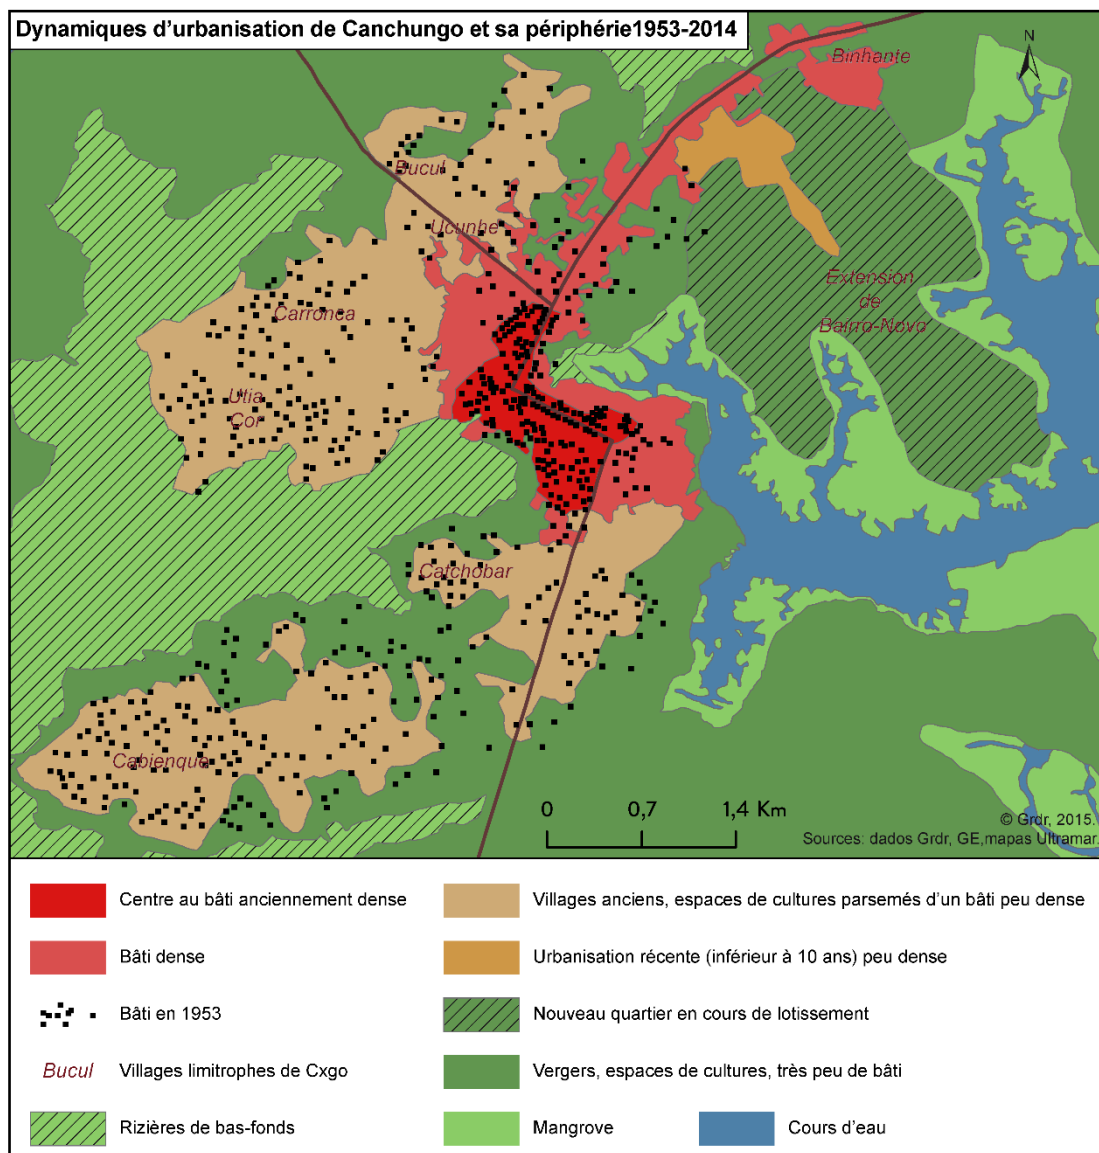 Dynamiques d'urbanisation de Canchungo et sa périphérie1953-2014
Binhante
N
Bucul
Ucunhe
Extension
de
Bairro-Novo
Carronca
Utia
Cor
Catchobar
Cabienque
0 0,7 1,4 Km
© Grdr, 2015.
Sources: dados Grdr, GE,mapas Ultramar.
Centre au bâti anciennement dense
Villages anciens, espaces de cultures parsemés d'un bâti peu dense
Bâti dense
Urbanisation récente (inférieur à 10 ans) peu dense
Bâti en 1953
Nouveau quartier en cours de lotissement
Bucul Villages limitrophes de Cxgo
Vergers, espaces de cultures, très peu de bâti
Rizières de bas-fonds
Mangrove
Cours d'eau